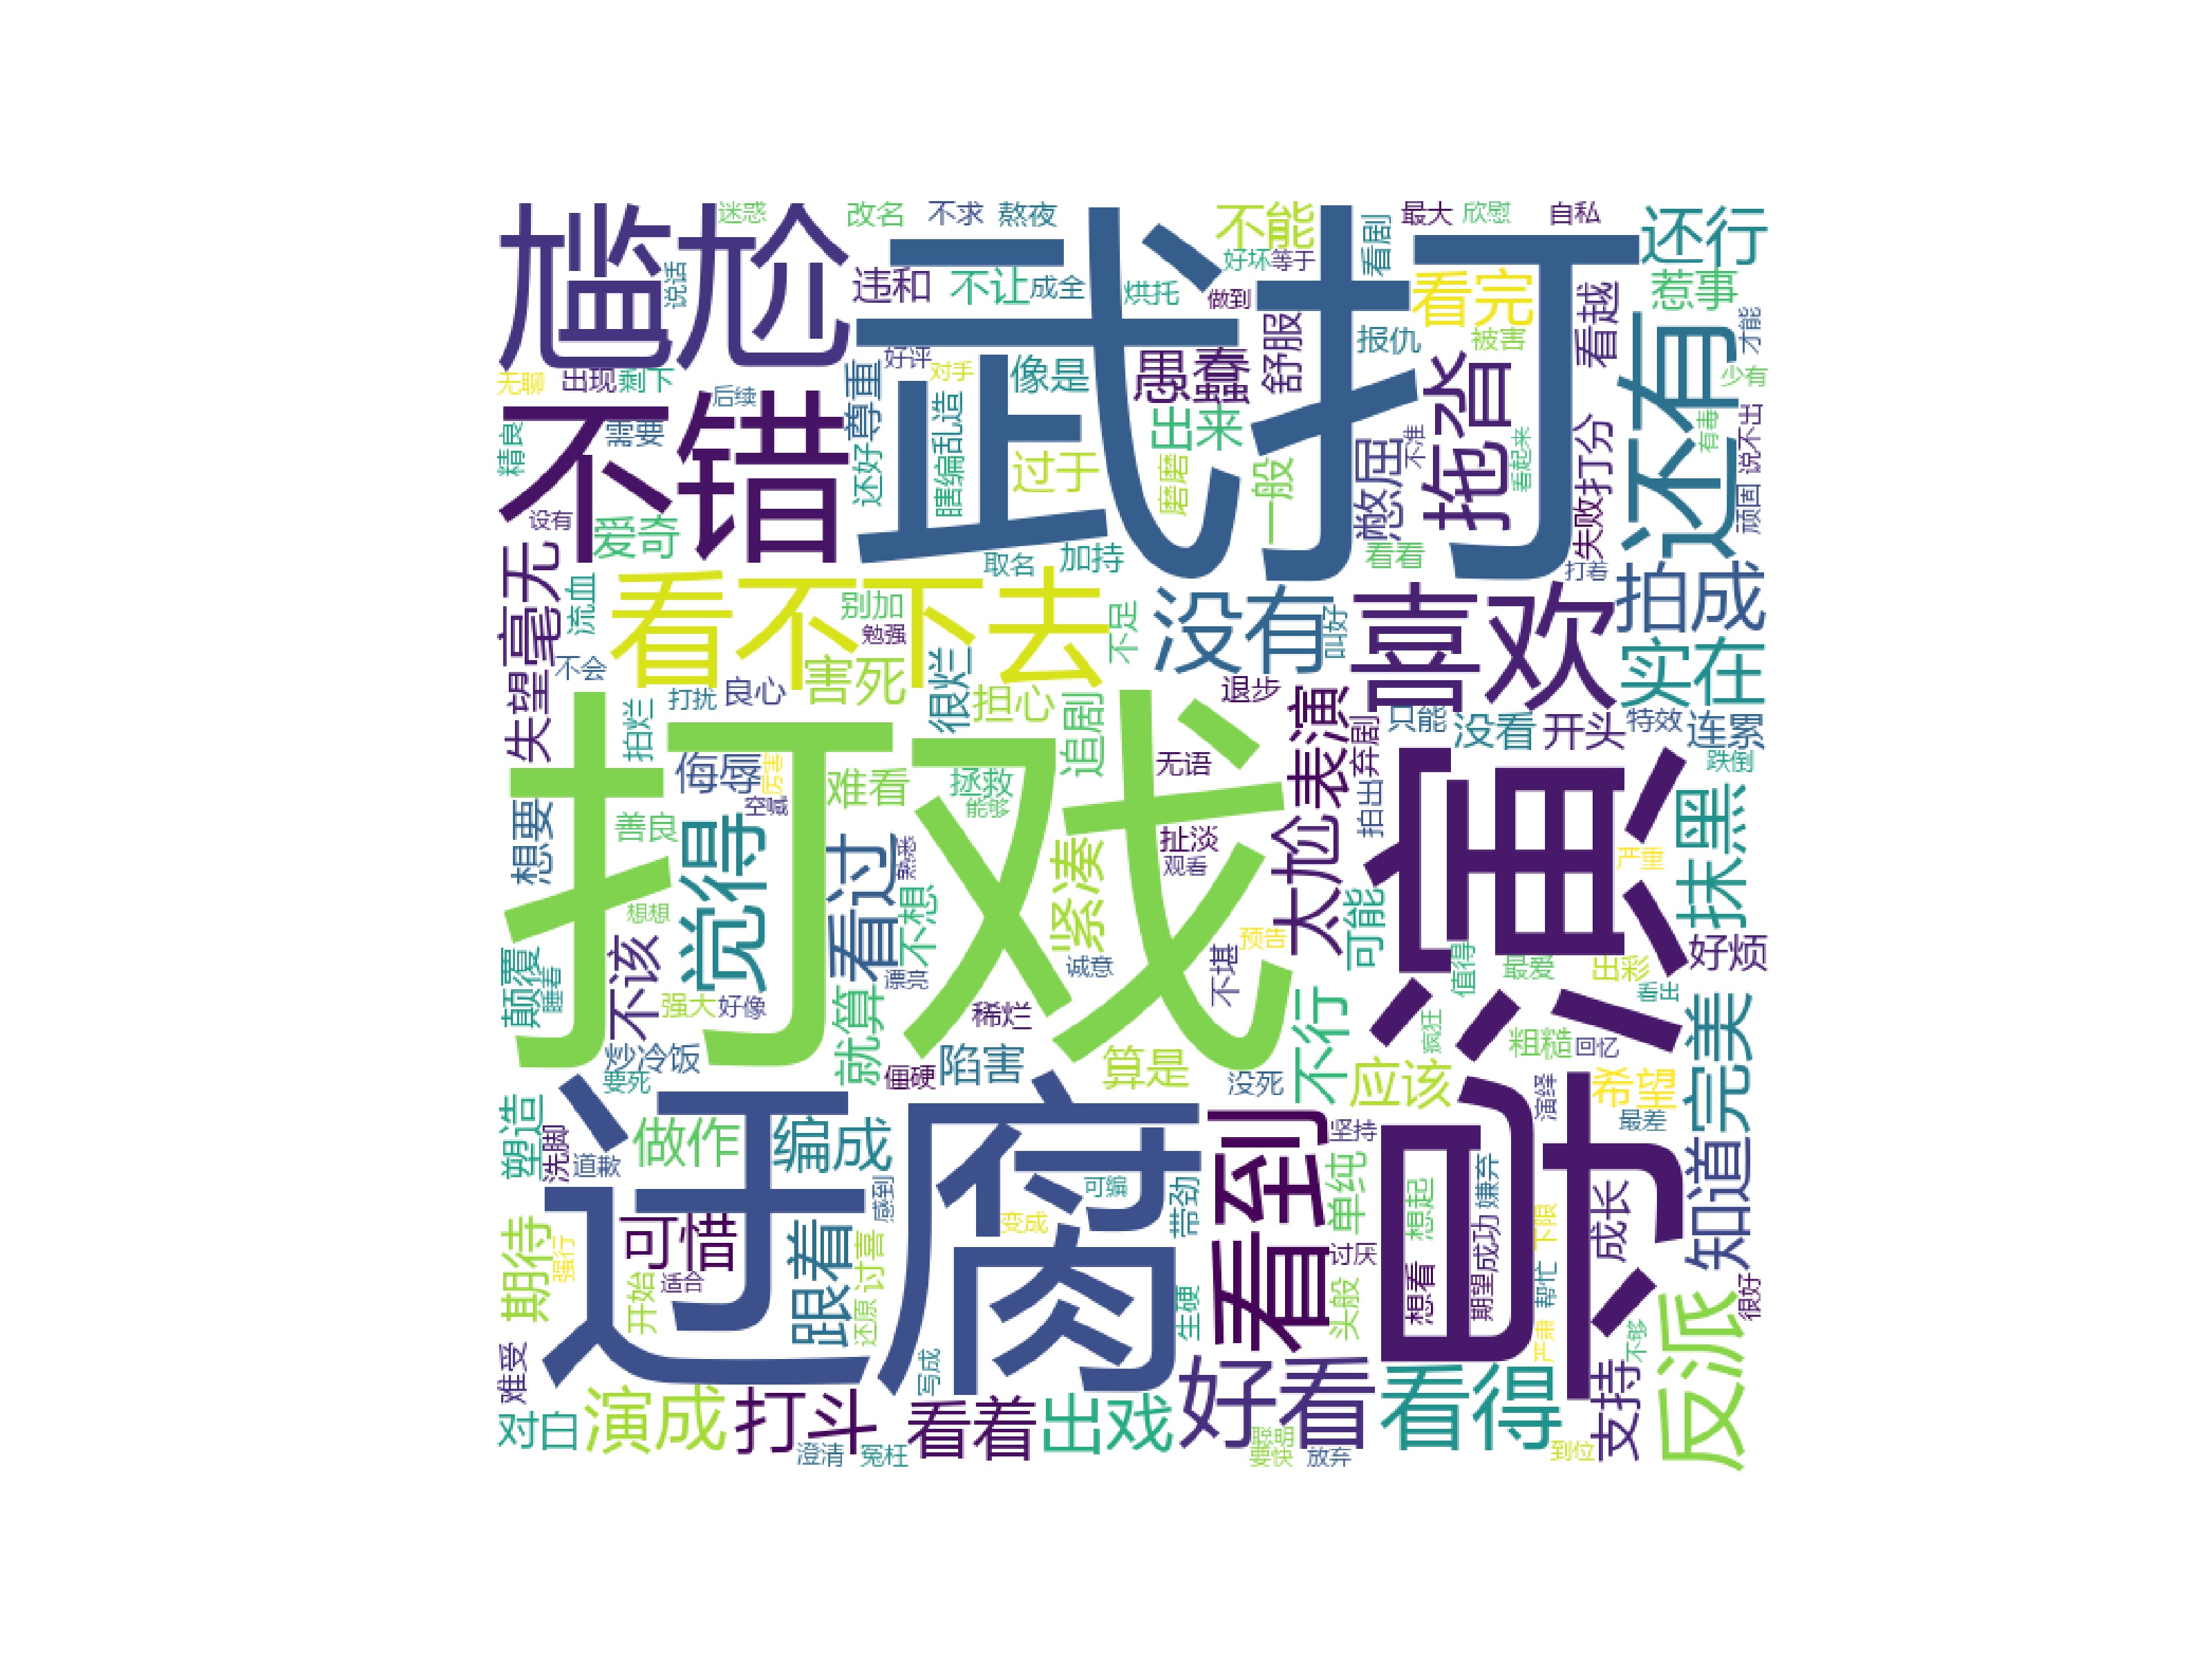 尴尬
迷惑
改名
不求
熬夜
武打
不能
最大
欣慰
自私
还行
说话
违和
不让
成全
烘托
好坏
等于
做到
看剧
看完
看越
惹事
无聊
出现
剩下
好评
对手
像是
愚蠢
舒服
报仇
被害
拖沓
还有
才能
少有
不错
后续
精良
需要
还好
尊重
瞎编乱造
出来
过于
磨磨
一般
憋屈
不准
看起来
失败
打分
有毒
说不出
顽固
设有
爱奇
取名
加持
看看
打着
毫无
流血
看不下去
别加
勉强
不足
没有
叫好
喜欢
拍成
实在
不会
失望
拍烂
打扰
良心
害死
很烂
担心
追剧
退步
表演
弃剧
只能
没看
开头
特效
连累
跌倒
打戏
侮辱
厉害
空喊
难看
拯救
能够
无语
拍出
演
寅
严重
抹黑
想要
善良
觉得
看过
熟悉
紧凑
扯淡
观看
太尬
可能
想想
不该
不想
漂亮
诚意
不堪
预告
值得
最爱
出彩
看出
好烦
颠覆
睡着
强大
好像
就算
稀烂
不行
疯狂
粗糙
回忆
完美
炒冷饭
要死
僵硬
陷害
算是
没死
应该
演绎
希望
最差
塑造
洗脚
道歉
做作
编成
迂腐
看到
坚持
可编
感到
变成
带劲
单纯
想起
嫌弃
讨厌
想看
期望
成功
下限
成长
知道
期待
强行
可惜
适合
跟着
讨喜
开始
还原
生硬
头般
严肃
帮忙
不够
反派
很好
难受
写成
对白
演成
打斗
看着
出戏
好看
看得
支持
澄清
冤枉
聪明
要快
放弃
到位